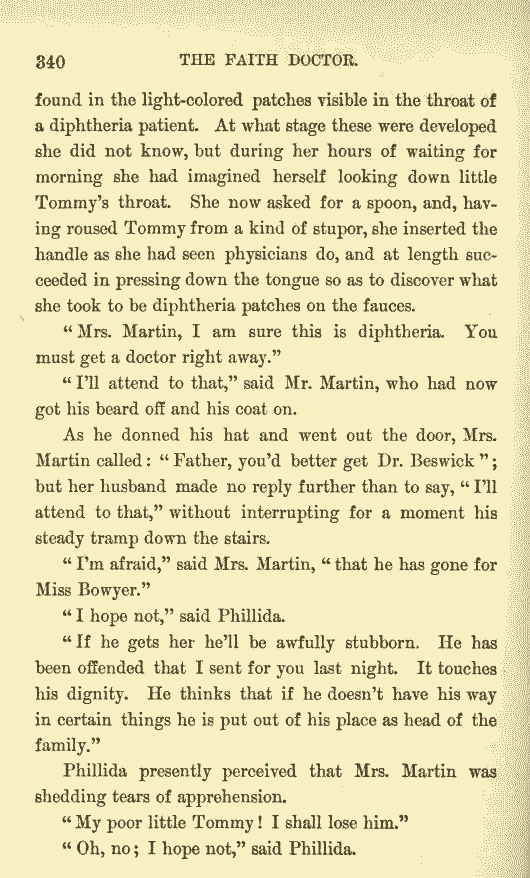 340 THE FAITH DOCTOR.
found in the light-colored patches visible in the throat of
a diphtheria patient. At what stage these were developed
she did not know, but during her hours of waiting for
morning she had imagined herself looking down little
Tommy's throat. She now asked for a spoon, and, hav-
ing roused Tommy from a kind of stupor, she inserted the
handle as she had seen physicians do, and at length suc-
ceeded in pressing down the tongue so as to discover what
she took to be diphtheria patches on the fauces.
"Mrs. Martin, I am sure this is diphtheria. You
must get a doctor right away."
"I'll attend to that," said Mr. Martin, who had now
got his beard off and his coat on.
As he donned his hat and went out the door, Mrs.
Martin called: "Father, you'd better get Dr. Beswick";
but her husband made no reply further than to say, "I'll
attend to that," without interrupting for a moment his
steady tramp down the stairs.
"I'm afraid," said Mrs. Martin, "that he has gone for
Miss Bowyer."
"I hope not," said Phillida.
"If he gets her he'll be awfully stubborn. He has
been offended that I sent for you last night. It touches
his dignity. He thinks that if he doesn't have his way
in certain things he is put out of his place as head of the
family."
Phillida presently perceived that Mrs. Martin was
shedding tears of apprehension.
"My poor little Tommy! I shall lose him."
"Oh, no; I hope not," said Phillida.